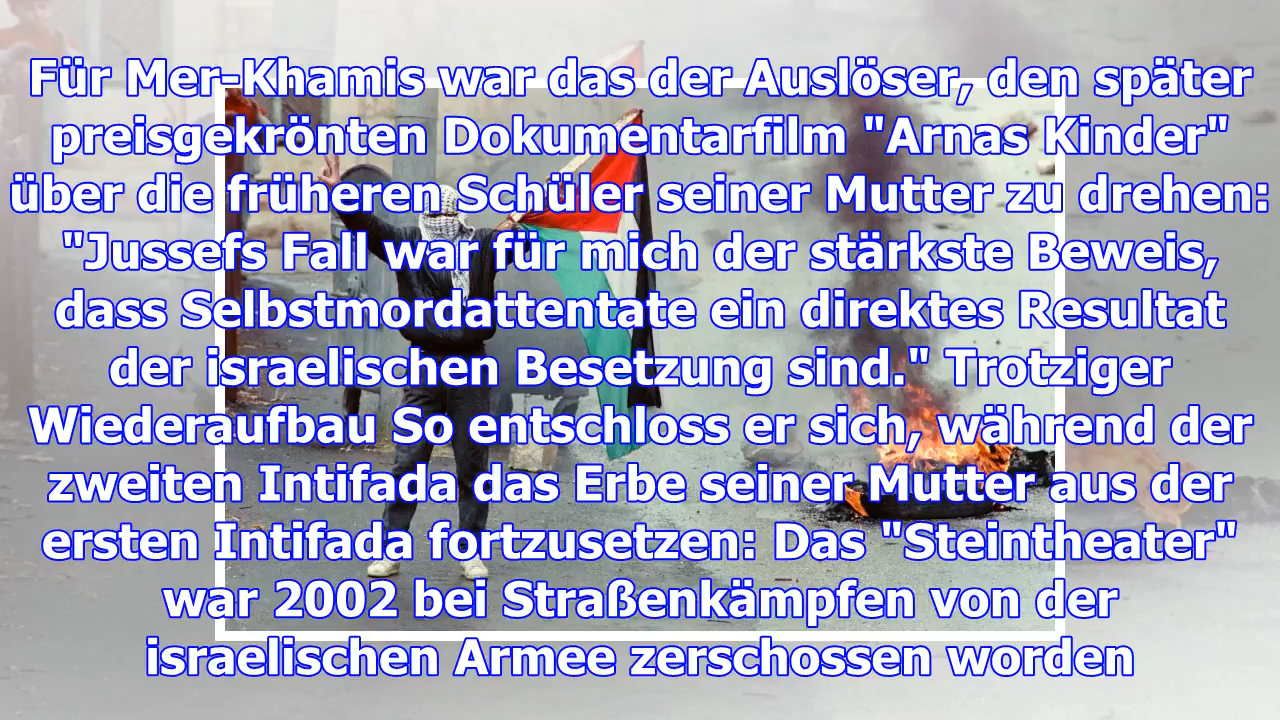 Für Mer-Khamis war das der Auslöser, den später
preisgekrönten Dokumentarfilm "Arnas Kinder"
über die früheren Schüler seiner Mutter zu drehen:
"Jussefs Fall war für mich der stärkste Beweis,
dass Selbstmordattentate ein direktes Resultat
der israelischen Besetzung sind." Trotziger
Wiederaufbau So entschloss er sich, während der
zweiten Intifada das Erbe seiner Mutter aus der
ersten Intifada fortzusetzen: Das "Steintheater"
war 2002 bei Straßenkämpfen von der
israelischen Armee zerschossen worden